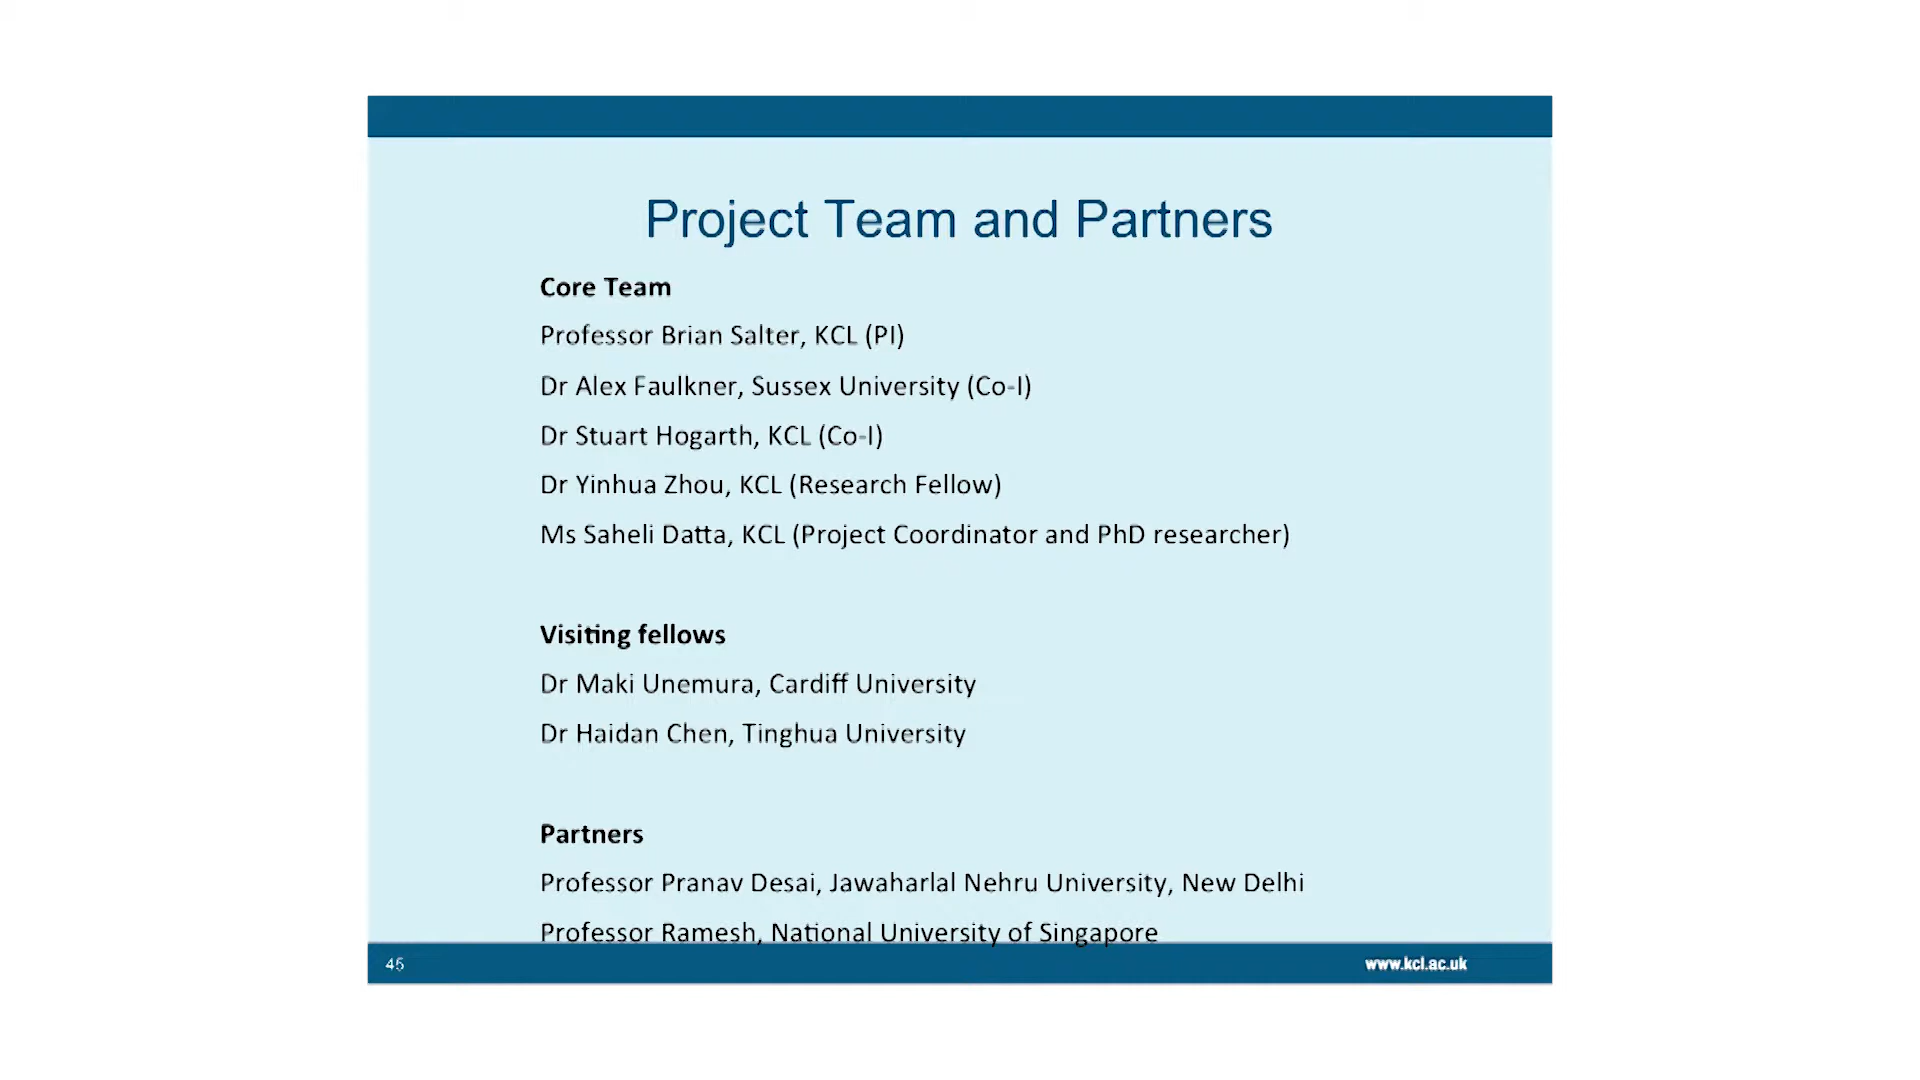 Project Team and Partners
Core Team
Professor Brian Salter, KCL (PI)
Dr Alex Faulkner, Sussex University (Co-I)
Dr Stuart Hogarth, KCL (Co-I)
Dr Yinhua Zhou, KCL (Research Fellow)
Ms Saheli Datta, KCL (Project Coordinator and PhD researcher)
Visiting fellows
Dr Maki Unemura, Cardiff University
Dr Haidan Chen, Tinghua University
Partners
Professor Pranav Desai, Jawaharlal Nehru University, New Delhi
Professor Ramesh, National University of Singapore
45
www.kcl.ac.uk